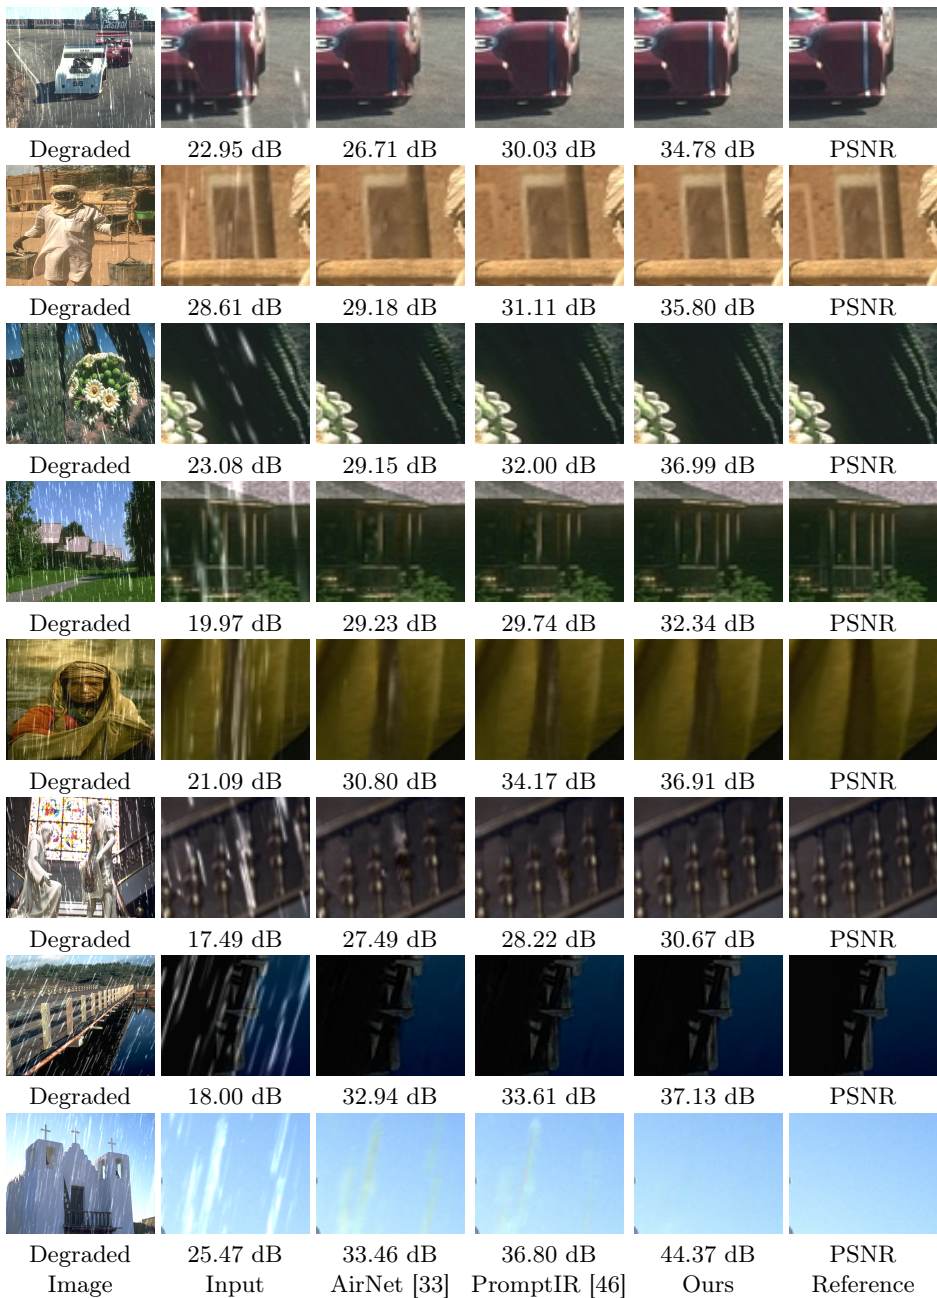 Degraded 22.95 dB 26.71 dB 30.03 dB 34.78 dB PSNR
Degraded 28.61 dB 29.18 dB 31.11 dB 35.80 dB PSNR
Degraded 23.08 dB 29.15 dB 32.00 dB 36.99 dB PSNR
Degraded 19.97 dB 29.23 dB 29.74 dB 32.34 dB PSNR
Degraded 21.09 dB 30.80 dB 34.17 dB 36.91 dB PSNR
Degraded 17.49 dB 27.49 dB 28.22 dB 30.67 dB PSNR
Degraded 18.00 dB 32.94 dB 33.61 dB 37.13 dB PSNR
Degraded 25.47 dB 33.46 dB 36.80 dB 44.37 dB PSNR
Image Input AirNet [33] PromptIR [46] Ours Reference